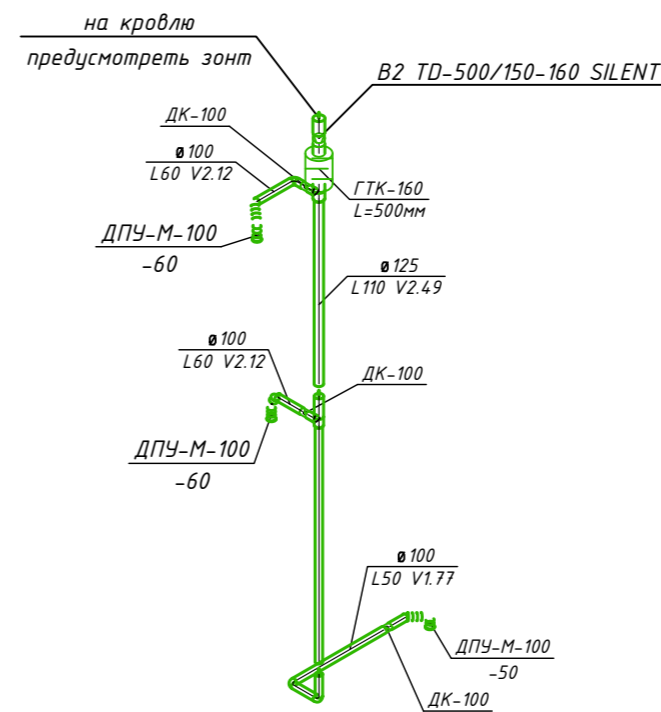 на кровлю
предусмотреть зонт
В2 TD-500/150-160 SILENT
ДК-100
ø100
L60 V2.12
ГТК-160
L=500мм
ДПУ-М-100
-60
ø125
L110 V2.49
ø100
L60 V2.12
ДК-100
ДПУ-М-100
-60
ø100
L50 V1.77
ДПУ-М-100
-50
ДК-100